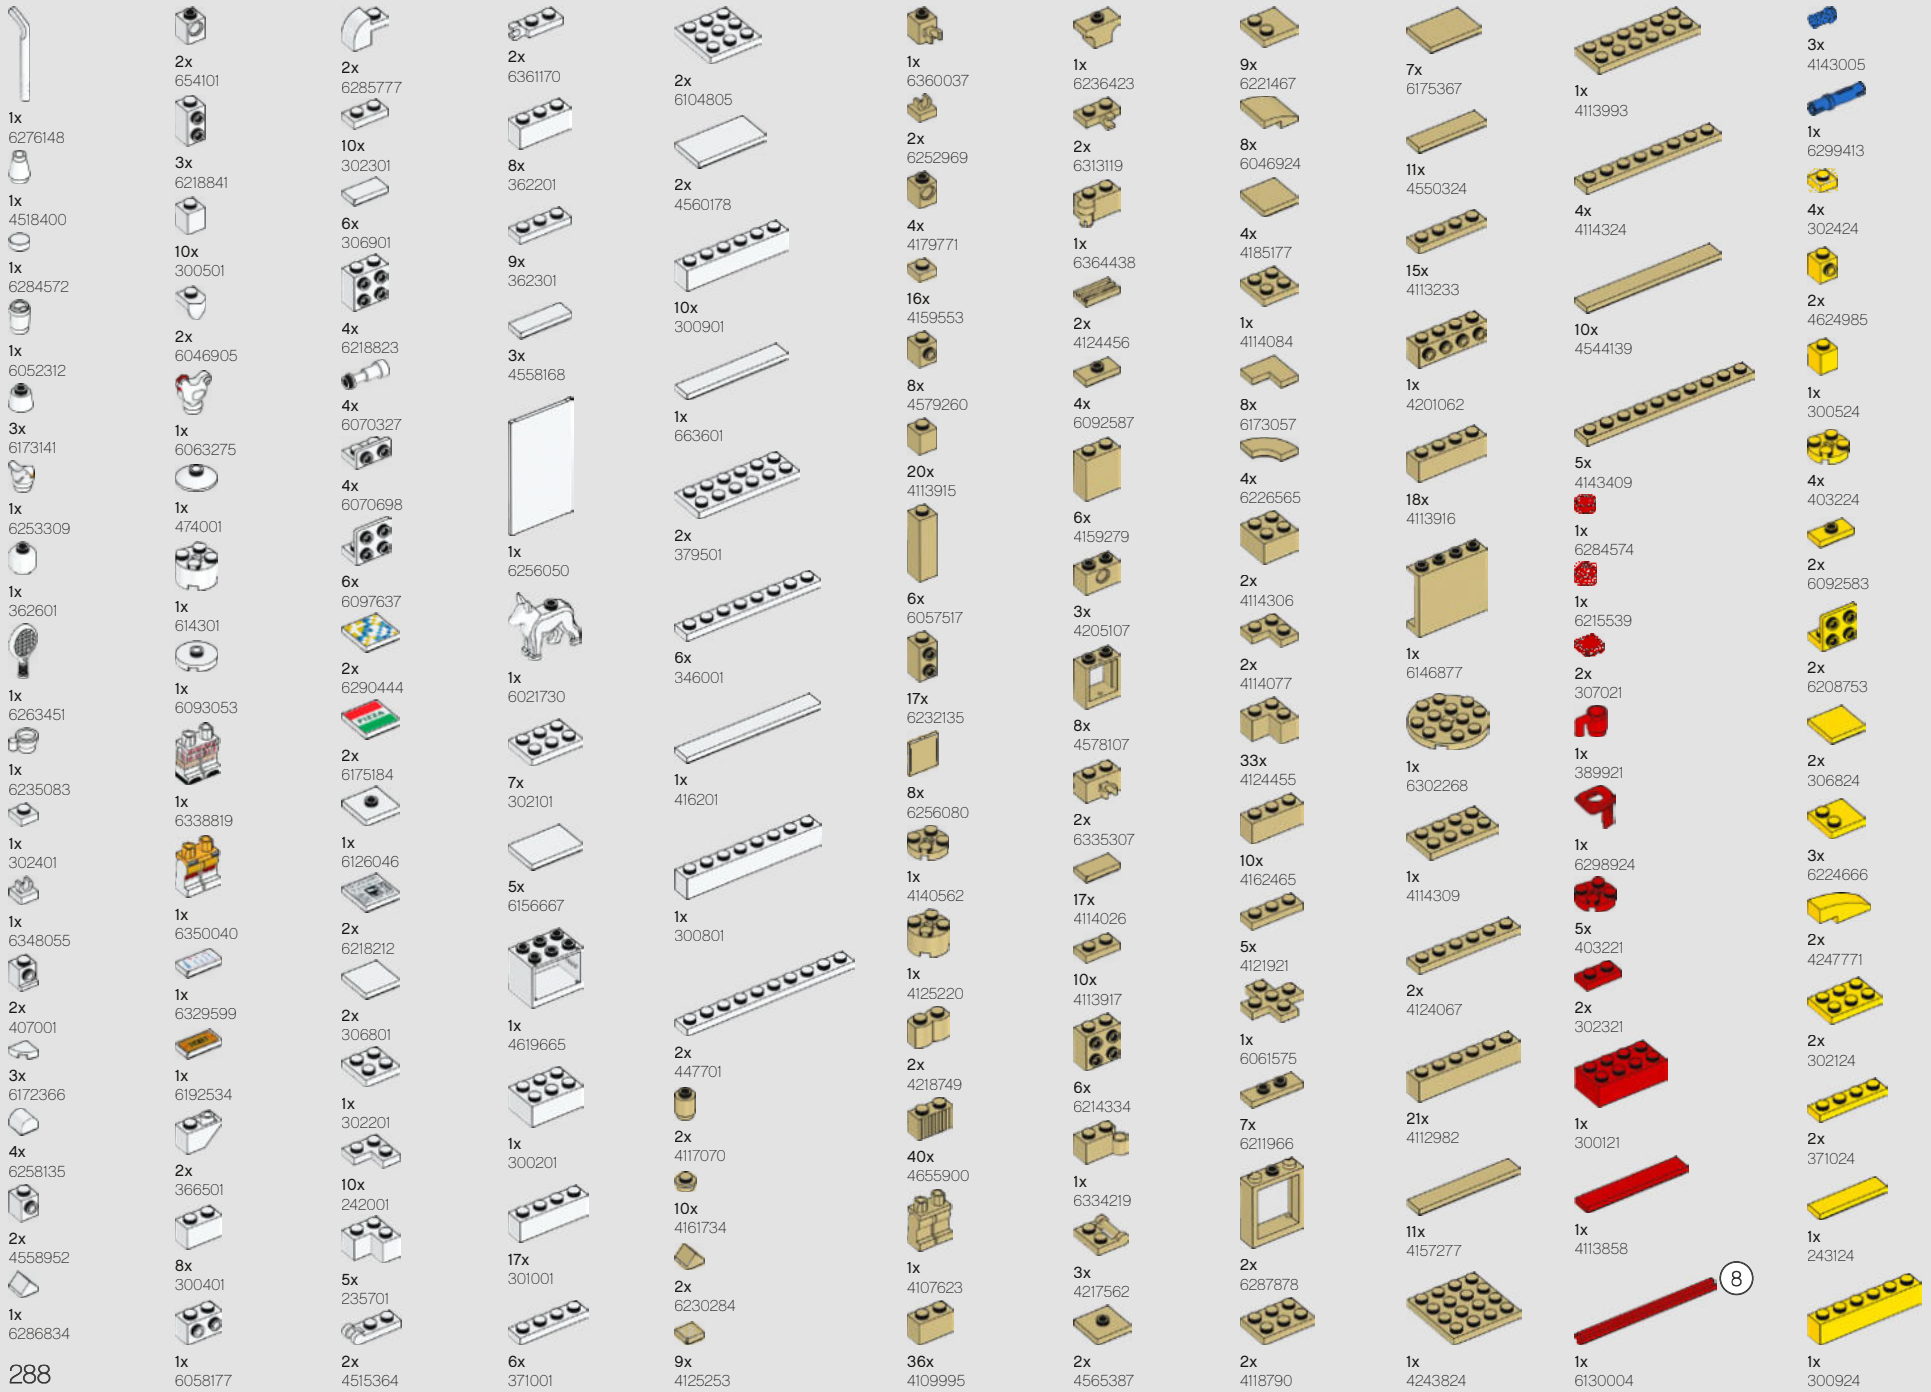 1x
6276148
1x
4518400
1x
6284572
1x
6052312
3x
6173141
1x
6253309
1x
362601
1x
6263451
1x
6235083
1x
302401
1x
6348055
2x
407001
3x
6172366
4x
6258135
2x
4558952
1x
6286834
288
2x
654101
3x
6218841
10x
300501
2x
6046905
1x
6063275
1x
474001
1x
614301
1x
6093053
1x
6338819
1x
6350040
1x
6329599
1x
6192534
2x
366501
8x
300401
1x
6058177
2x
6285777
10x
302301
6x
306901
4x
6218823
4x
6070327
4x
6070698
6x
6097637
2x
6290444
PIZZA
2x
6175184
1x
6126046
2x
6218212
2x
306801
1x
302201
10x
242001
5x
235701
2x
4515364
2x
6361170
8x
362201
9x
362301
3x
4558168
1x
6256050
1x
6021730
7x
302101
5x
6156667
1x
4619665
1x
300201
17x
301001
6x
371001
2x
6104805
2x
4560178
10x
300901
1x
663601
2x
379501
6x
346001
1x
416201
1x
300801
2x
447701
2x
4117070
10x
4161734
2x
6230284
9x
4125253
1x
6360037
2x
6252969
4x
4179771
16x
4159553
8x
4579260
20x
4113915
6x
6057517
17x
6232135
8x
6256080
1x
4140562
1x
4125220
2x
4218749
40x
4655900
1x
4107623
36x
4109995
1x
6236423
2x
6313119
1x
6364438
2x
4124456
4x
6092587
6x
4159279
3x
4205107
8x
4578107
2x
6335307
17x
4114026
10x
4113917
6x
6214334
1x
6334219
3x
4217562
2x
4565387
9x
6221467
8x
6046924
4x
4185177
1x
4114084
8x
6173057
4x
6226565
2x
4114306
2x
4114077
33x
4124455
10x
4162465
5x
4121921
1x
6061575
7x
6211966
2x
6287878
2x
4118790
7x
6175367
11x
4550324
15x
4113233
1x
4201062
18x
4113916
1x
6146877
1x
6302268
1x
4114309
2x
4124067
21x
4112982
11x
4157277
1x
4243824
1x
4113993
4x
4114324
10x
4544139
5x
4143409
1x
6284574
1x
6215539
2x
307021
1x
389921
1x
6298924
5x
403221
2x
302321
1x
300121
1x
4113858
8
1x
6130004
3x
4143005
1x
6299413
4x
302424
2x
4624985
1x
300524
4x
403224
2x
6092583
2x
6208753
2x
306824
3x
6224666
2x
4247771
2x
302124
2x
371024
1x
243124
1x
300924